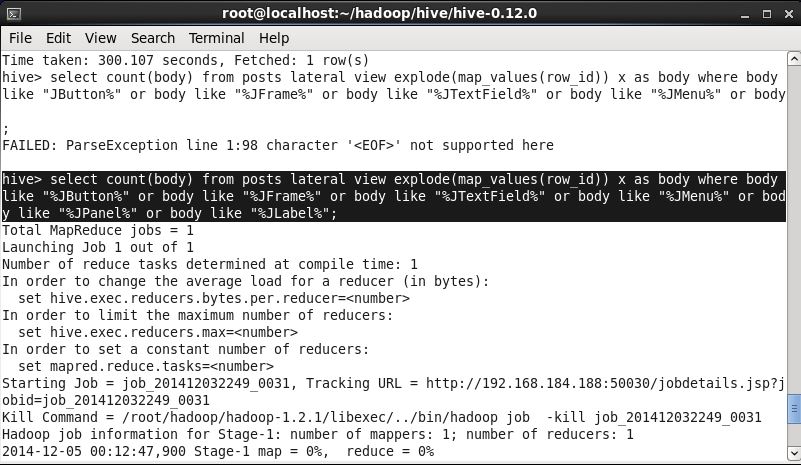 root@localhost:~/hadoop/hive/hive-0.12.0
File Edit View Search Terminal Help
Time taken: 300.107 seconds, Fetched: 1 row(s)
hive> select count(body) from posts lateral view explode(map_values(row_id)) x as body where body
like "JButton%" or body like "%JFrame%" or body like "%JTextField%" or body like "%JMenu%" or body
;
FAILED: ParseException line 1:98 character '<EOF>' not supported here
hive> select count(body) from posts lateral view explode(map_values(row_id)) x as body where body
like "%JButton%" or body like "%JFrame%" or body like "%JTextField%" or body like "%JMenu%" or bod
y like "%JPanel%" or body like "%JLabel%";
Total MapReduce jobs = 1
Launching Job 1 out of 1
Number of reduce tasks determined at compile time: 1
In order to change the average load for a reducer (in bytes):
  set hive.exec.reducers.bytes.per.reducer=<number>
In order to limit the maximum number of reducers:
  set hive.exec.reducers.max=<number>
In order to set a constant number of reducers:
  set mapred.reduce.tasks=<number>
Starting Job = job_201412032249_0031, Tracking URL = http://192.168.184.188:50030/jobdetails.jsp?j
obid=job_201412032249_0031
Kill Command = /root/hadoop/hadoop-1.2.1/libexec/../bin/hadoop job  -kill job_201412032249_0031
Hadoop job information for Stage-1: number of mappers: 1; number of reducers: 1
2014-12-05 00:12:47,900 Stage-1 map = 0%,  reduce = 0%